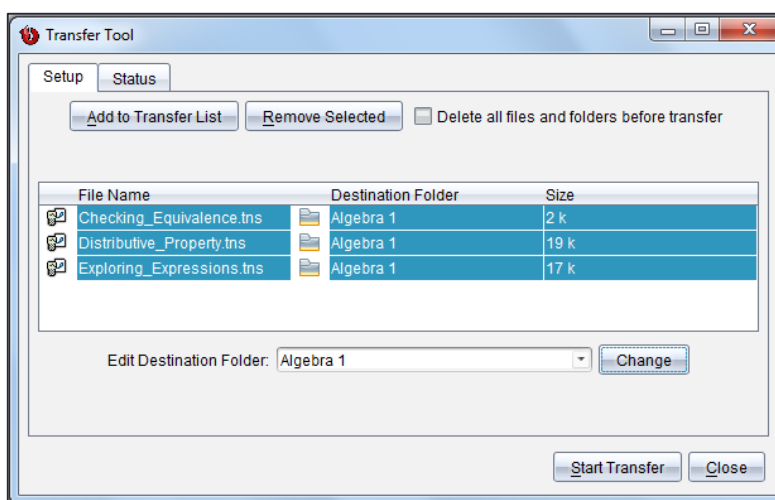 Transfer Tool
Setup Status
Add to Transfer List Remove Selected Delete all files and folders before transfer
File Name Destination Folder Size
Checking_Equivalence.tns Algebra 1 2 k
Distributive_Property.tns Algebra 1 19 k
Exploring_Expressions.tns Algebra 1 17 k
Edit Destination Folder: Algebra 1 Change
Start Transfer Close